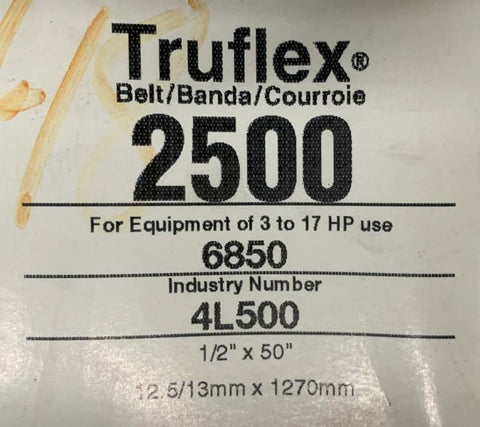 Truflex®
Belt/Banda/Courroie
2500
For Equipment of 3 to 17 HP use
6850
Industry Number
4L500
1/2" x 50"
12.5/13mm x 1270mm